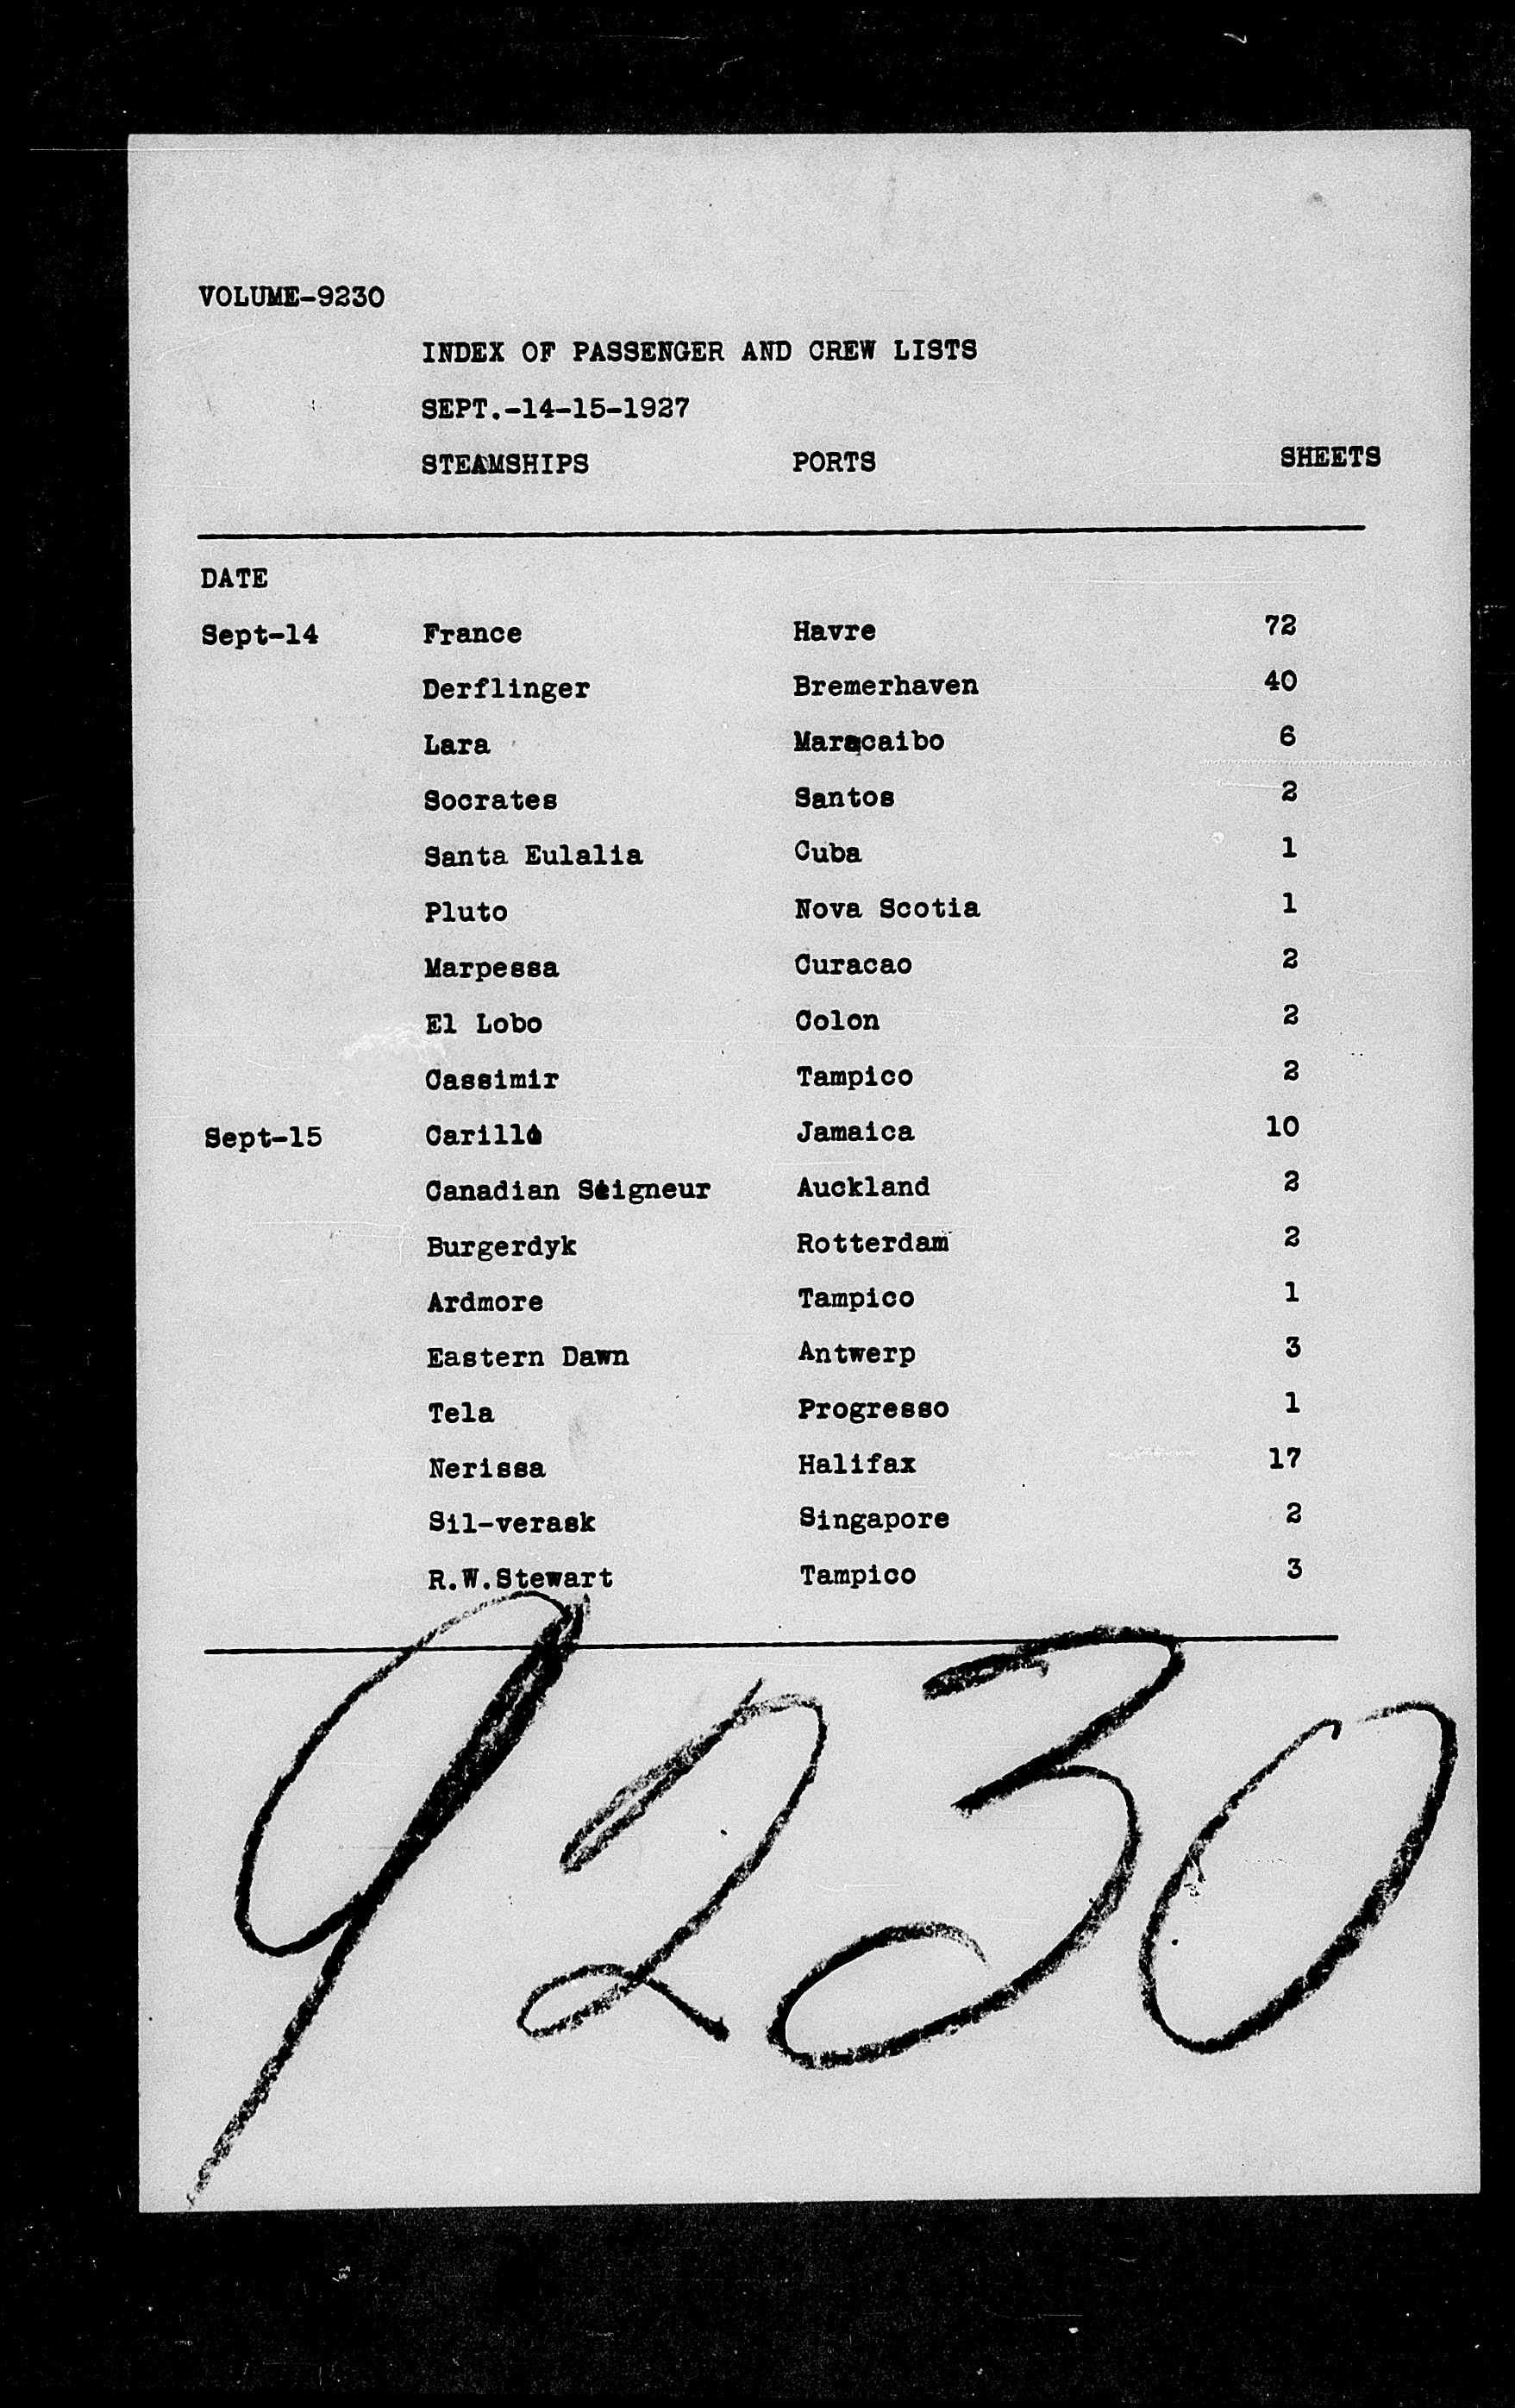 VOLUME-9230
INDEX OF PASSENGER AND CREW LISTS
SEPT.-14-15-1927
STEAMSHIPS PORTS SHEETS
DATE
Sept-14 France Havre 72
Derflinger Bremerhaven 40
Lara Maracaibo 6
Socrates Santos 2
Santa Eulalia Cuba 1
Pluto Nova Scotia 1
Marpessa Curacao 2
El Lobo Colon 2
Cassimir Tampico 2
Sept-15 Jamaica 10
Canadian Seigneur Auckland 2
Burgerdyk Rotterdam 2
Ardmore Tampico 1
Eastern Dawn Antwerp 3
Tela Progresso 1
Nerissa Halifax 17
Sil-verask Singapore 2
R.W.Stewart Tampico 3
9230